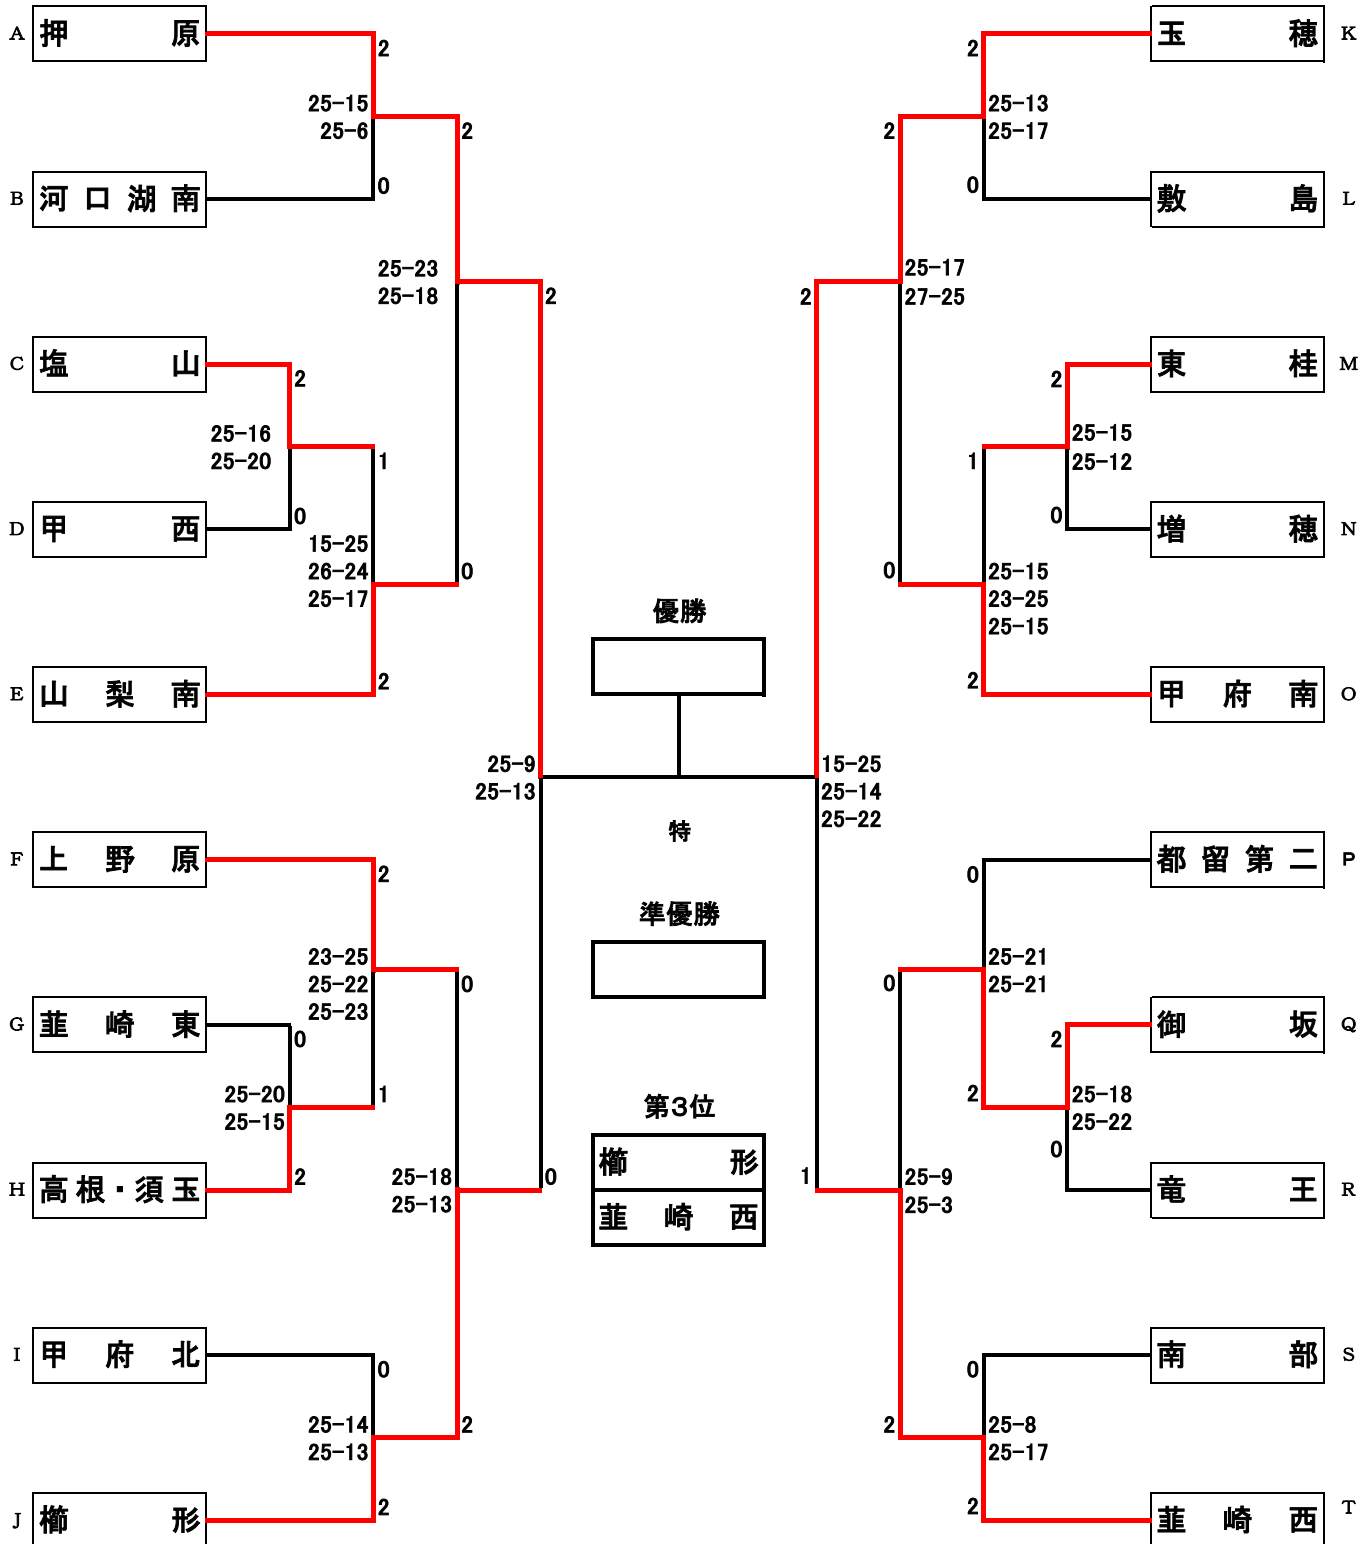 A 押原
2
25-15
25-6
2
0
B 河口湖南
25-23
25-18
2
C 塩山
2
25-16
25-20
1
0
D 甲西
15-25
26-24
25-17
0
2
E 山梨南
25-9
25-13
F 上野原
2
23-25
25-22
25-23
0
G 韮崎東
0
25-20
25-15
1
2
H 高根・須玉
25-18
25-13
0
I 甲府北
0
25-14
25-13
2
2
J 櫛形
優勝
特
準優勝
第3位
櫛形
韮崎西
玉穂 K
2
25-13
25-17
2
0
敷島 L
25-17
27-25
2
東桂 M
2
25-15
25-12
1
0
増穂 N
0
25-15
23-25
25-15
2
甲府南 O
15-25
25-14
25-22
都留第二 P
0
25-21
25-21
0
御坂 Q
2
2
25-18
25-22
0
竜王 R
1
25-9
25-3
南部 S
0
2
25-8
25-17
2
韮崎西 T